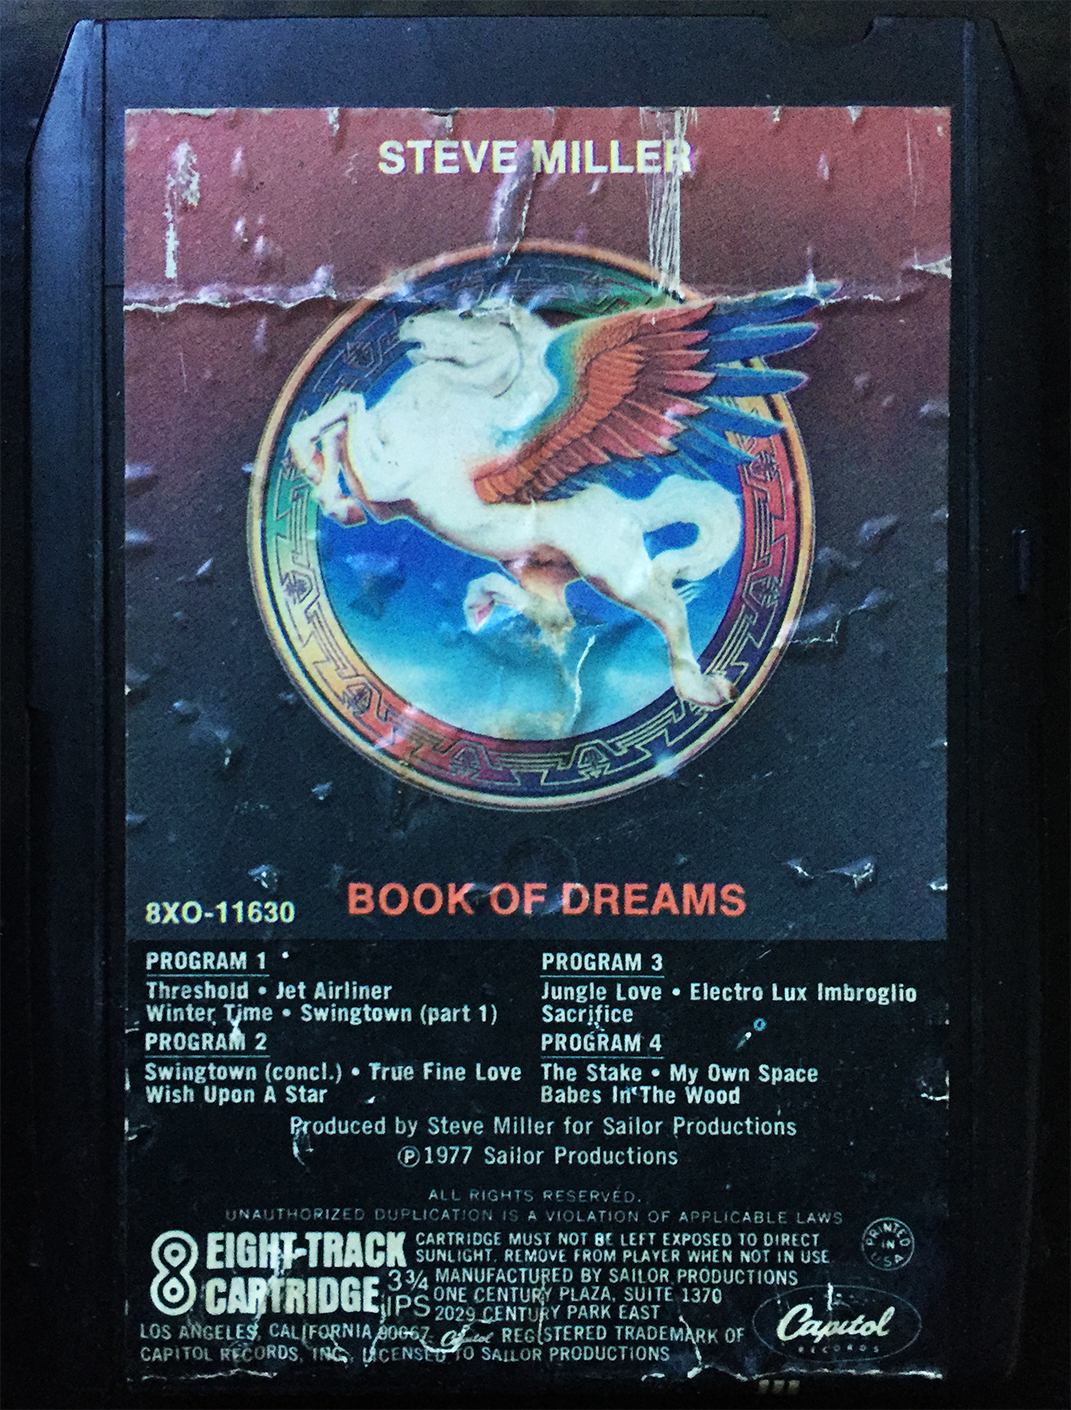 STEVE MILLER
BOOK OF DREAMS
8XO-11630
PROGRAM 1
Threshold • Jet Airliner
Winter Time • Swingtown (part 1)
PROGRAM 2
Swingtown (concl.) • True Fine Love
Wish Upon A Star
PROGRAM 3
Jungle Love • Electro Lux Imbroglio
Sacrifice
PROGRAM 4
The Stake • My Own Space
Babes In The Wood
Produced by Steve Miller for Sailor Productions
℗1977 Sailor Productions
ALL RIGHTS RESERVED.
UNAUTHORIZED DUPLICATION IS A VIOLATION OF APPLICABLE LAWS
8 EIGHT-TRACK
CARTRIDGE
3¾
IPS
CARTRIDGE MUST NOT BE LEFT EXPOSED TO DIRECT
SUNLIGHT. REMOVE FROM PLAYER WHEN NOT IN USE
MANUFACTURED BY SAILOR PRODUCTIONS
ONE CENTURY PLAZA, SUITE 1370
2029 CENTURY PARK EAST
LOS ANGELES, CALIFORNIA 90067 Capitol REGISTERED TRADEMARK OF
CAPITOL RECORDS, INC., LICENSED TO SAILOR PRODUCTIONS
PRINTED
IN
USA
Capitol
RECORDS